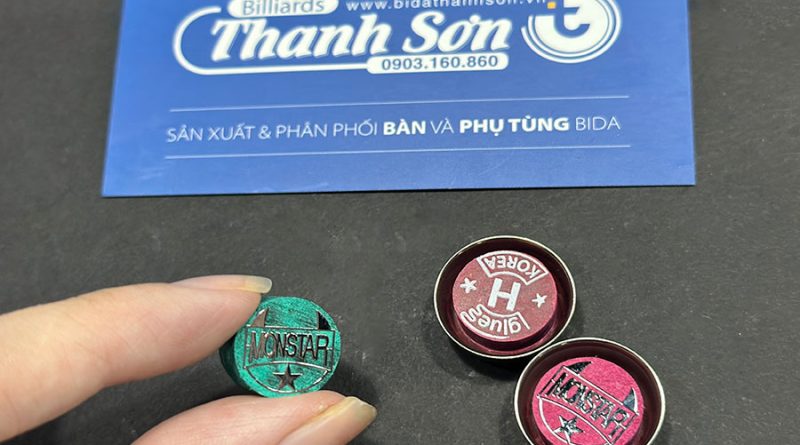 Billiards
www.bidathanhson.vn
Thanh Sơn
0903.160.860
SẢN XUẤT & PHÂN PHỐI BÀN VÀ PHỤ TÙNG BIDA
KOREA
H
glues
MONSTAR
MONSTAR